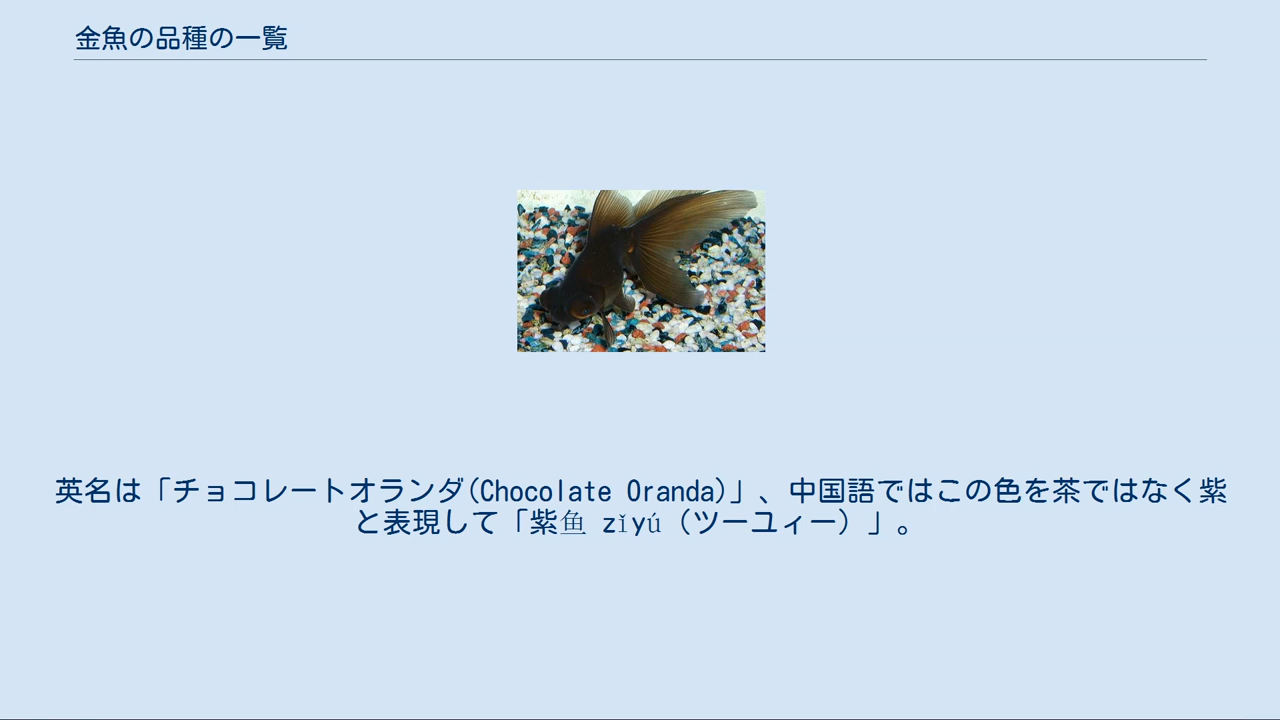 金魚の品種の一覧
英名は「チョコレートオランダ(Chocolate Oranda)」、中国語ではこの色を茶ではなく紫
と表現して「紫鱼 zǐyú（ツーユィー）」。